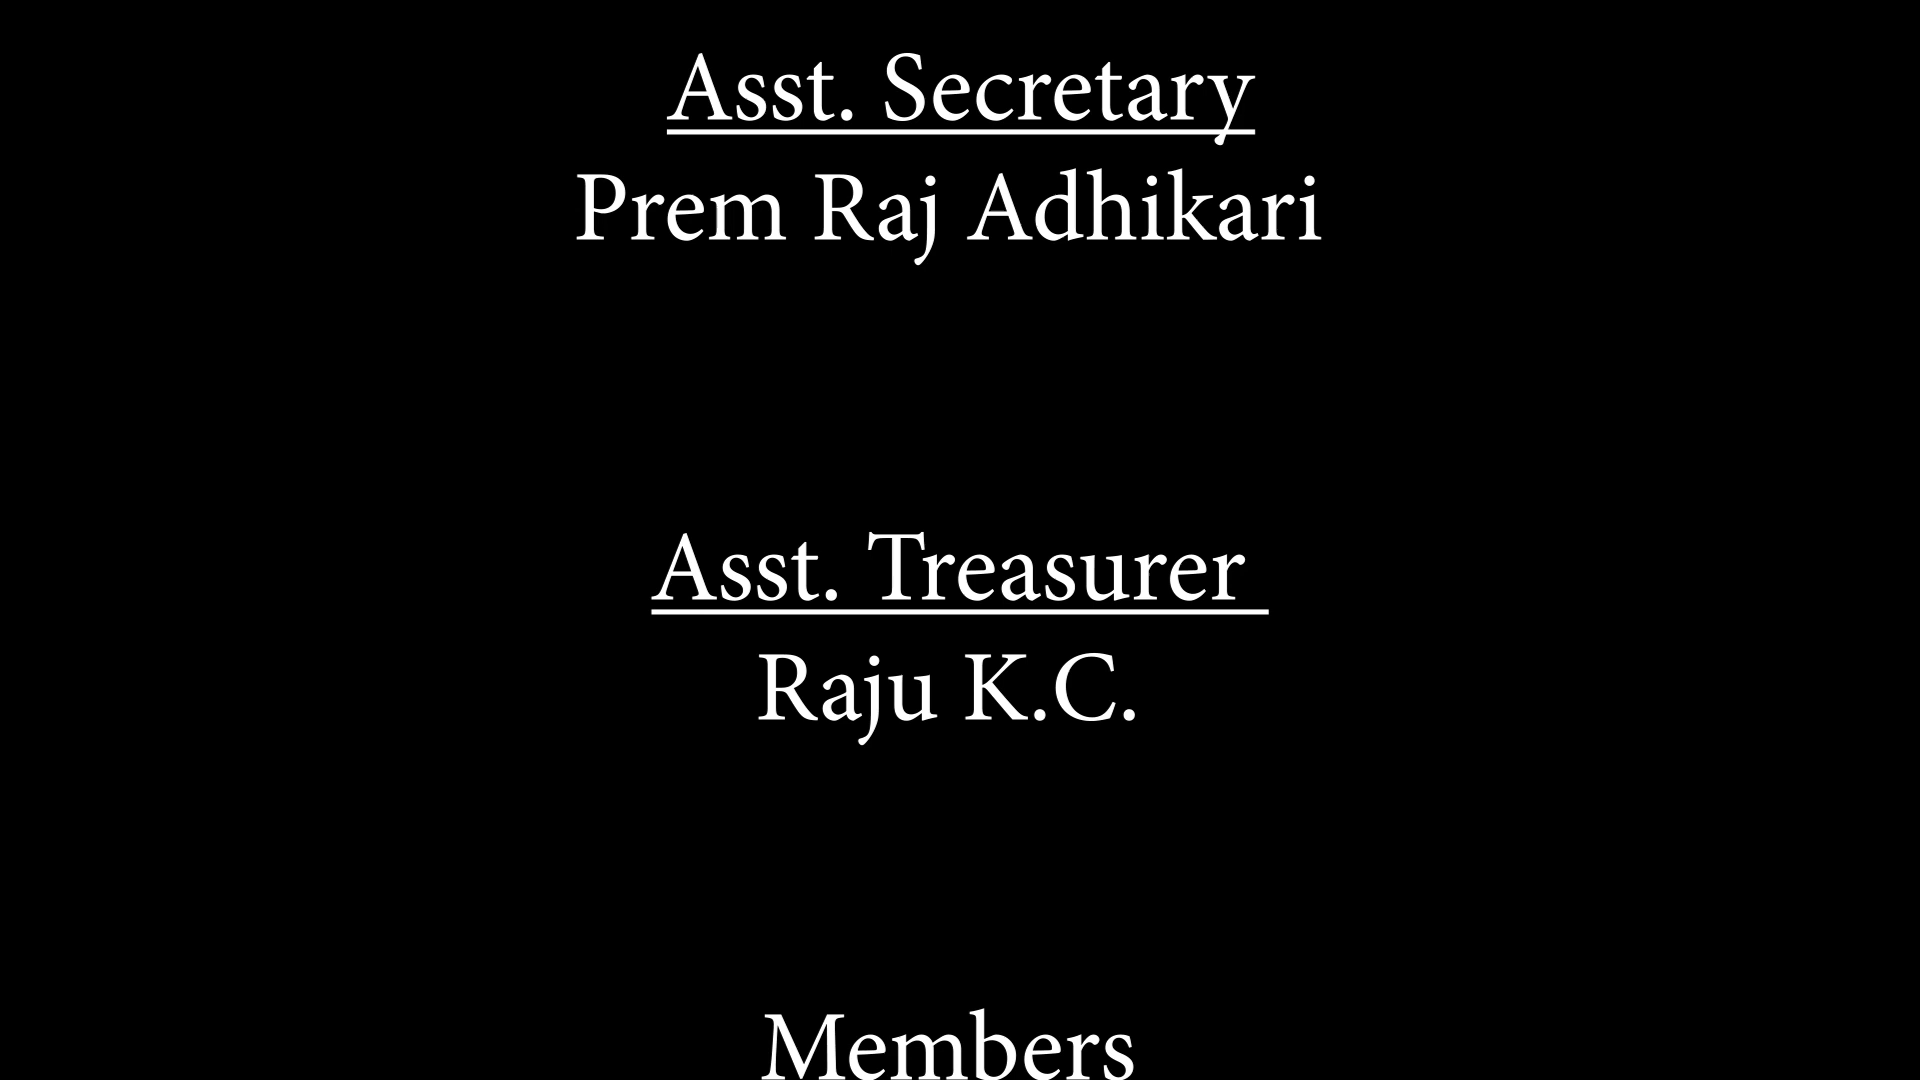 Asst. Secretary
Prem Raj Adhikari
Asst. Treasurer
Raju K.C.
Members